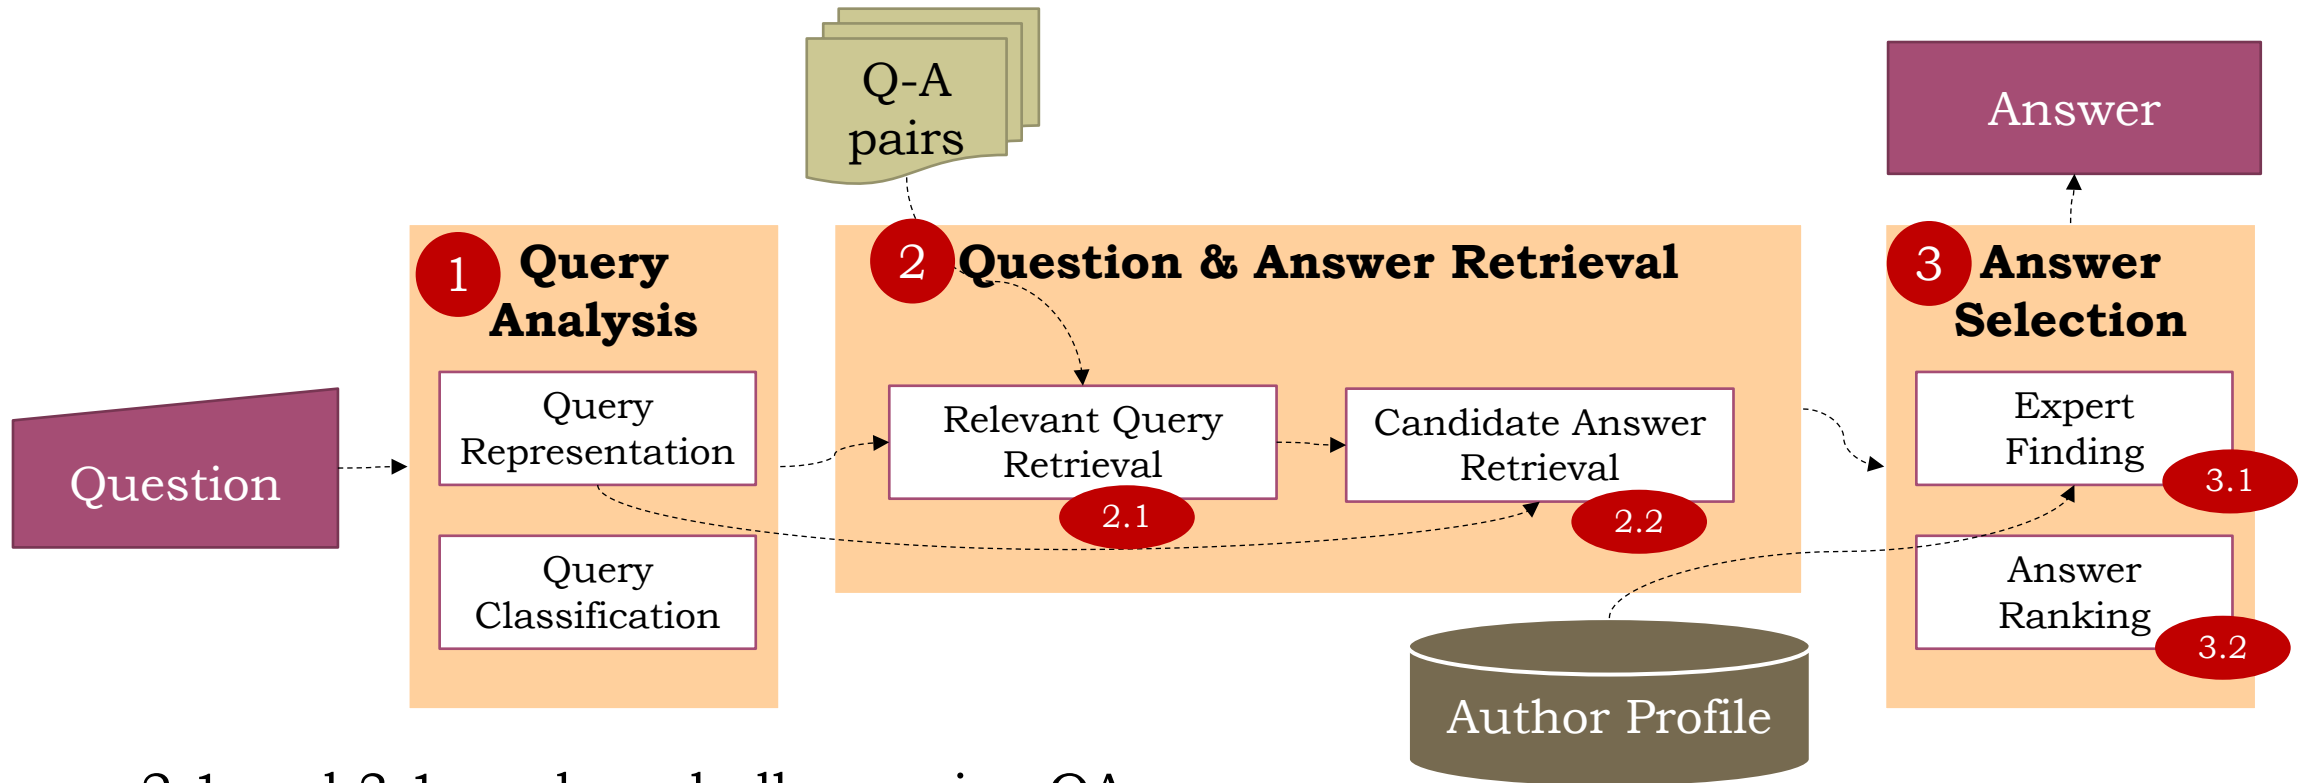 Q-A
pairs
Answer
1
Query
Analysis
2
Question & Answer Retrieval
3
Answer
Selection
Question
Query
Representation
Query
Classification
Relevant Query
Retrieval
2.1
Candidate Answer
Retrieval
2.2
Expert
Finding
3.1
Answer
Ranking
3.2
Author Profile